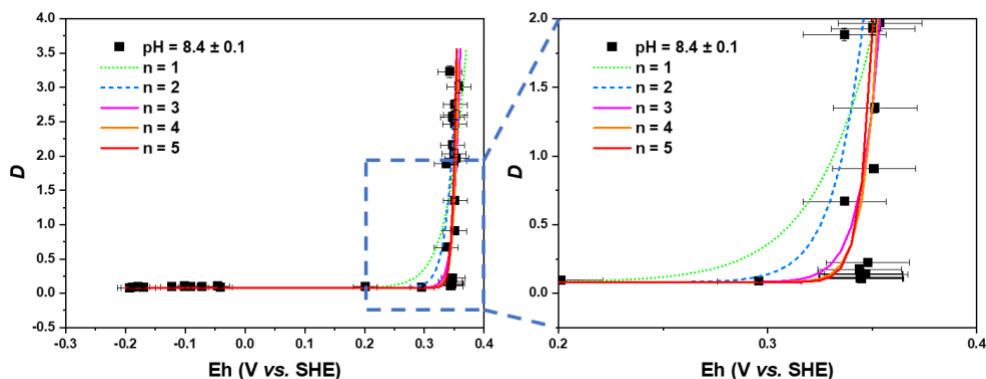 4.0
3.5
3.0
2.5
2.0
1.5
1.0
0.5
0.0
-0.5
D
pH = 8.4 ± 0.1
n = 1
n = 2
n = 3
n = 4
n = 5
-0.3 -0.2 -0.1 0.0 0.1 0.2 0.3 0.4
Eh (V vs. SHE)
2.0
1.5
1.0
0.5
0.0
D
pH = 8.4 ± 0.1
n = 1
n = 2
n = 3
n = 4
n = 5
0.2 0.3 0.4
Eh (V vs. SHE)